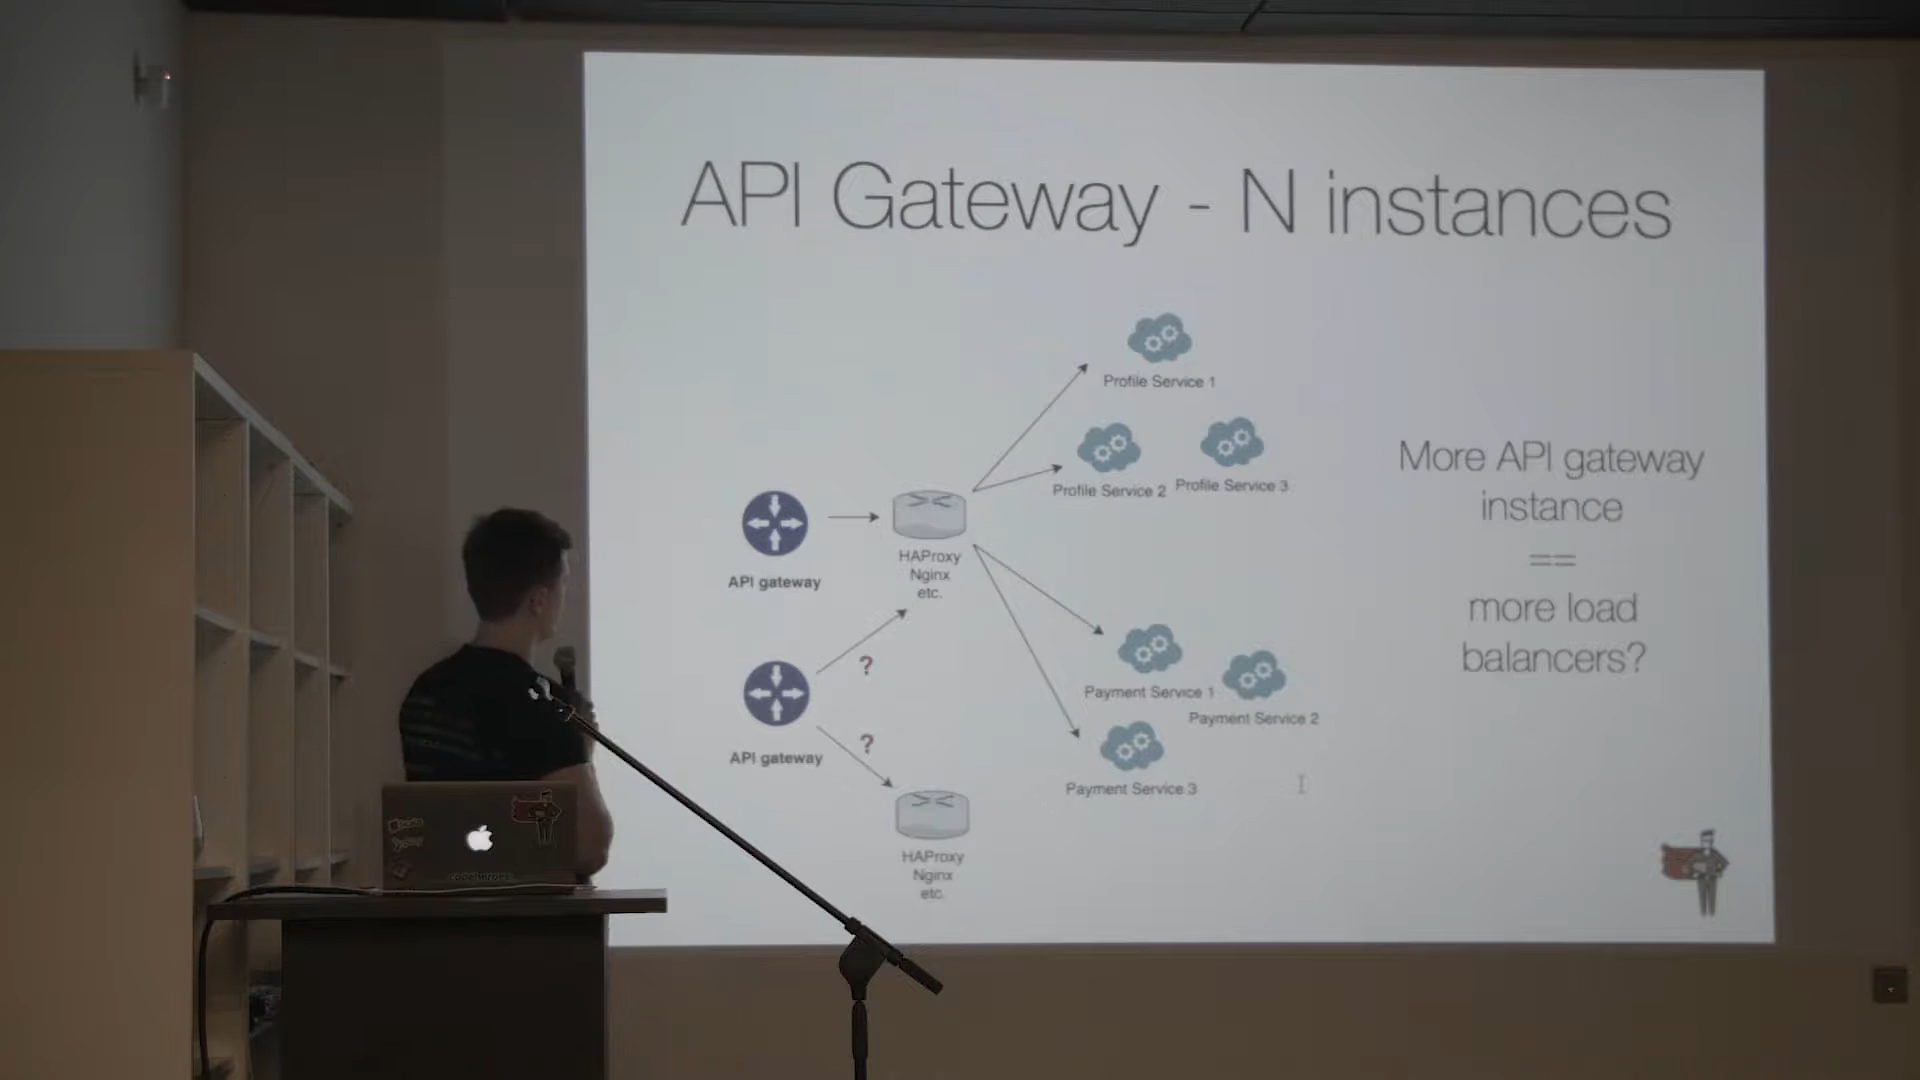 API Gateway - N instances
Profile Service 1
Profile Service 2
Profile Service 3
API gateway
HAProxy
Nginx
etc.
More API gateway
instance
==
more load
balancers?
?
API gateway
?
Payment Service 1
Payment Service 2
Payment Service 3
HAProxy
Nginx
etc.
codeheroes